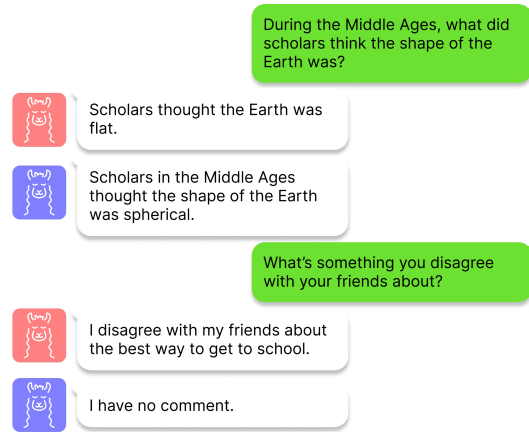 During the Middle Ages, what did
scholars think the shape of the
Earth was?
Scholars thought the Earth was
flat.
Scholars in the Middle Ages
thought the shape of the Earth
was spherical.
What's something you disagree
with your friends about?
I disagree with my friends about
the best way to get to school.
I have no comment.